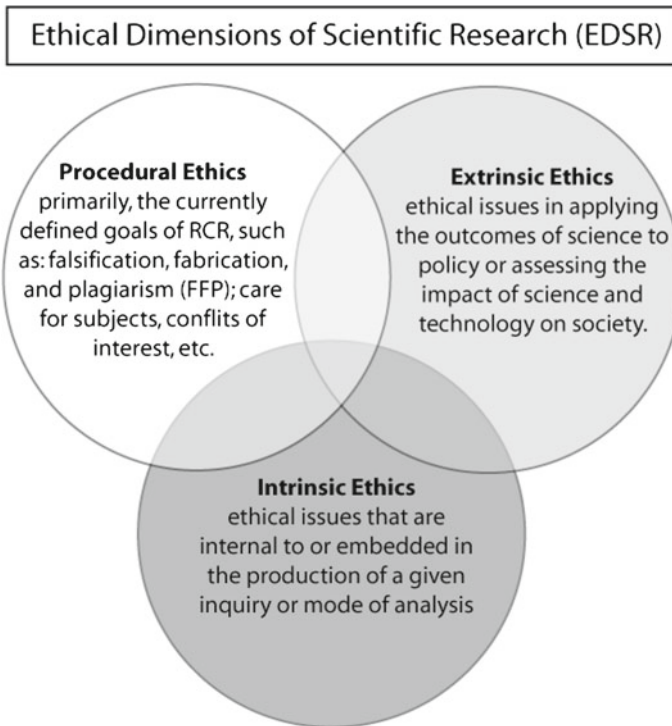 Ethical Dimensions of Scientific Research (EDSR)
Procedural Ethics
primarily, the currently
defined goals of RCR, such
as: falsification, fabrication,
and plagiarism (FFP); care
for subjects, conflits of
interest, etc.
Extrinsic Ethics
ethical issues in applying
the outcomes of science to
policy or assessing the
impact of science and
technology on society.
Intrinsic Ethics
ethical issues that are
internal to or embedded in
the production of a given
inquiry or mode of analysis